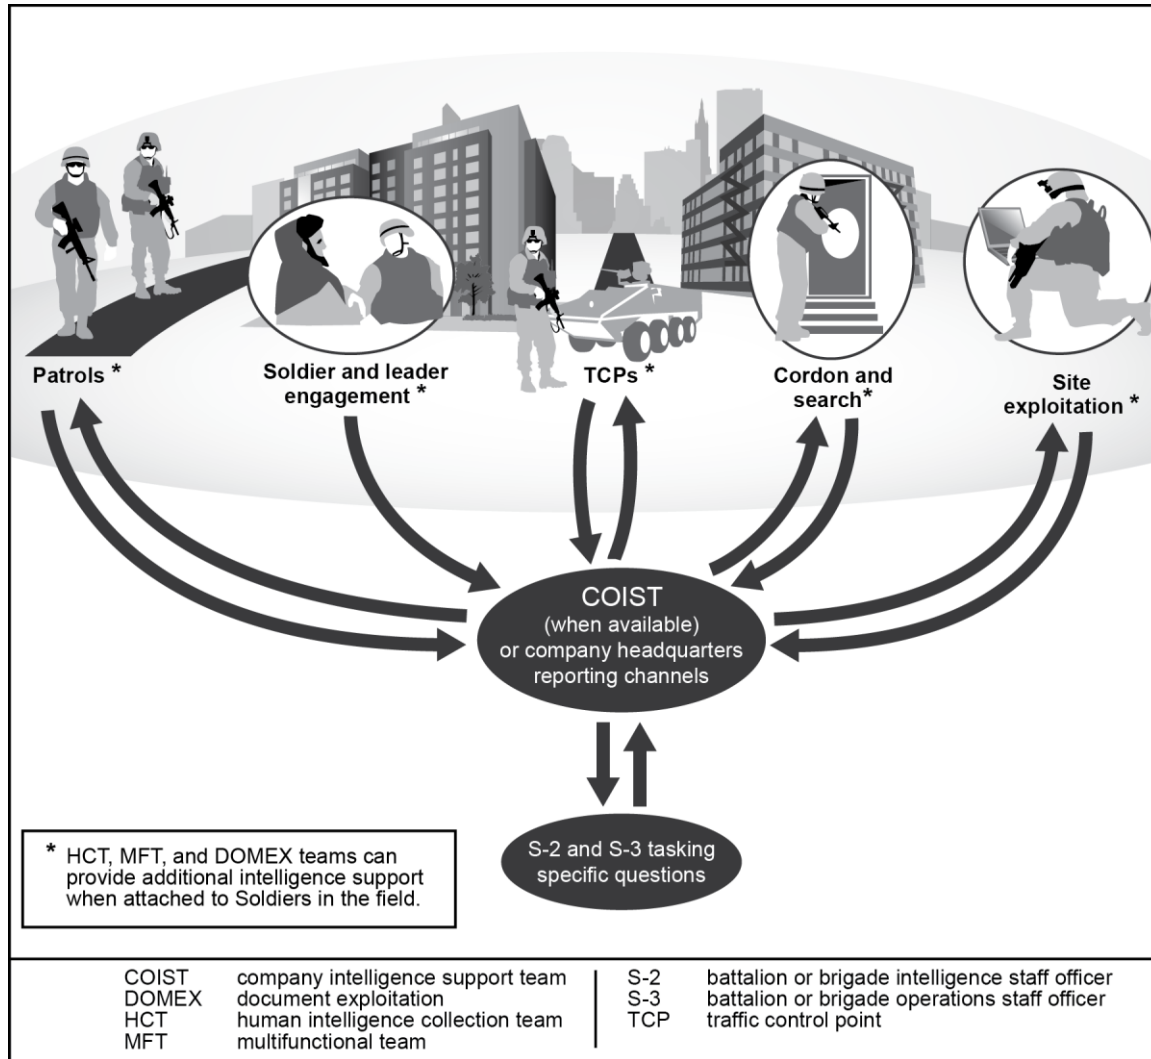 Patrols *
Soldier and leader
engagement *
TCPs *
Cordon and
search*
Site
exploitation *
COIST
(when available)
or company headquarters
reporting channels
S-2 and S-3 tasking
specific questions
* HCT, MFT, and DOMEX teams can
provide additional intelligence support
when attached to Soldiers in the field.
COIST company intelligence support team
DOMEX document exploitation
HCT human intelligence collection team
MFT multifunctional team
S-2 battalion or brigade intelligence staff officer
S-3 battalion or brigade operations staff officer
TCP traffic control point